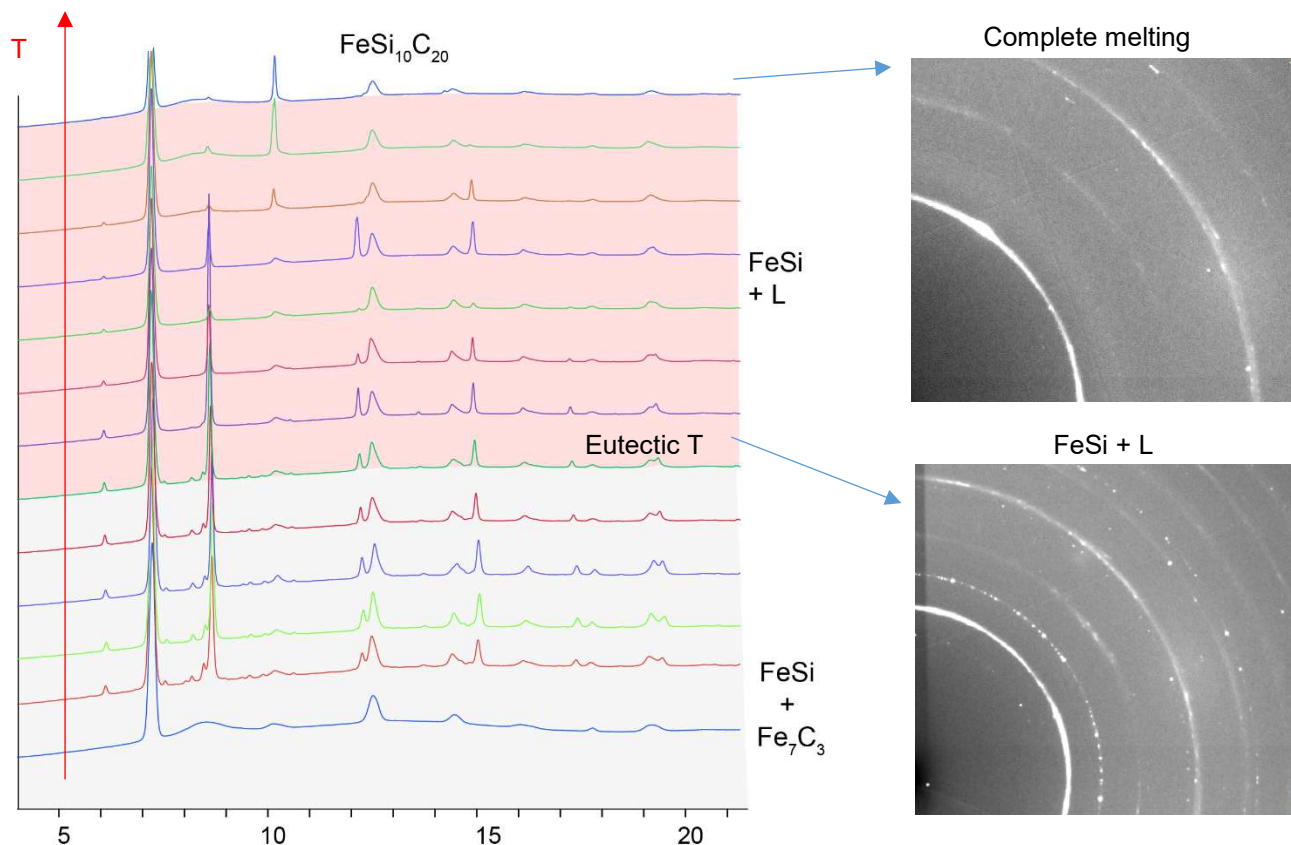 T
FeSi₁₀C₂₀
Complete melting
FeSi
+ L
Eutectic T
FeSi + L
FeSi
+
Fe₇C₃
5
10
15
20